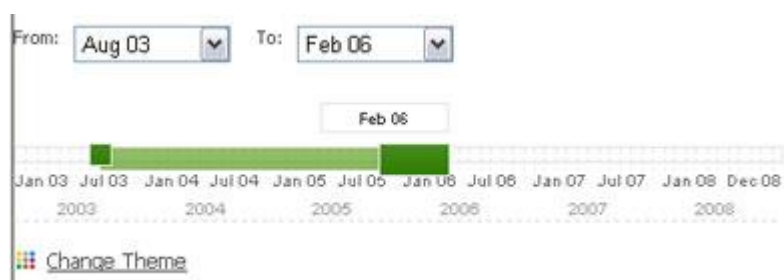 From: Aug 03 To: Feb 06
Feb 06
Jan 03 Jul 03 Jan 04 Jul 04 Jan 05 Jul 05 Jan 06 Jul 06 Jan 07 Jul 07 Jan 08 Dec 08
2003 2004 2005 2006 2007 2008
Change Theme